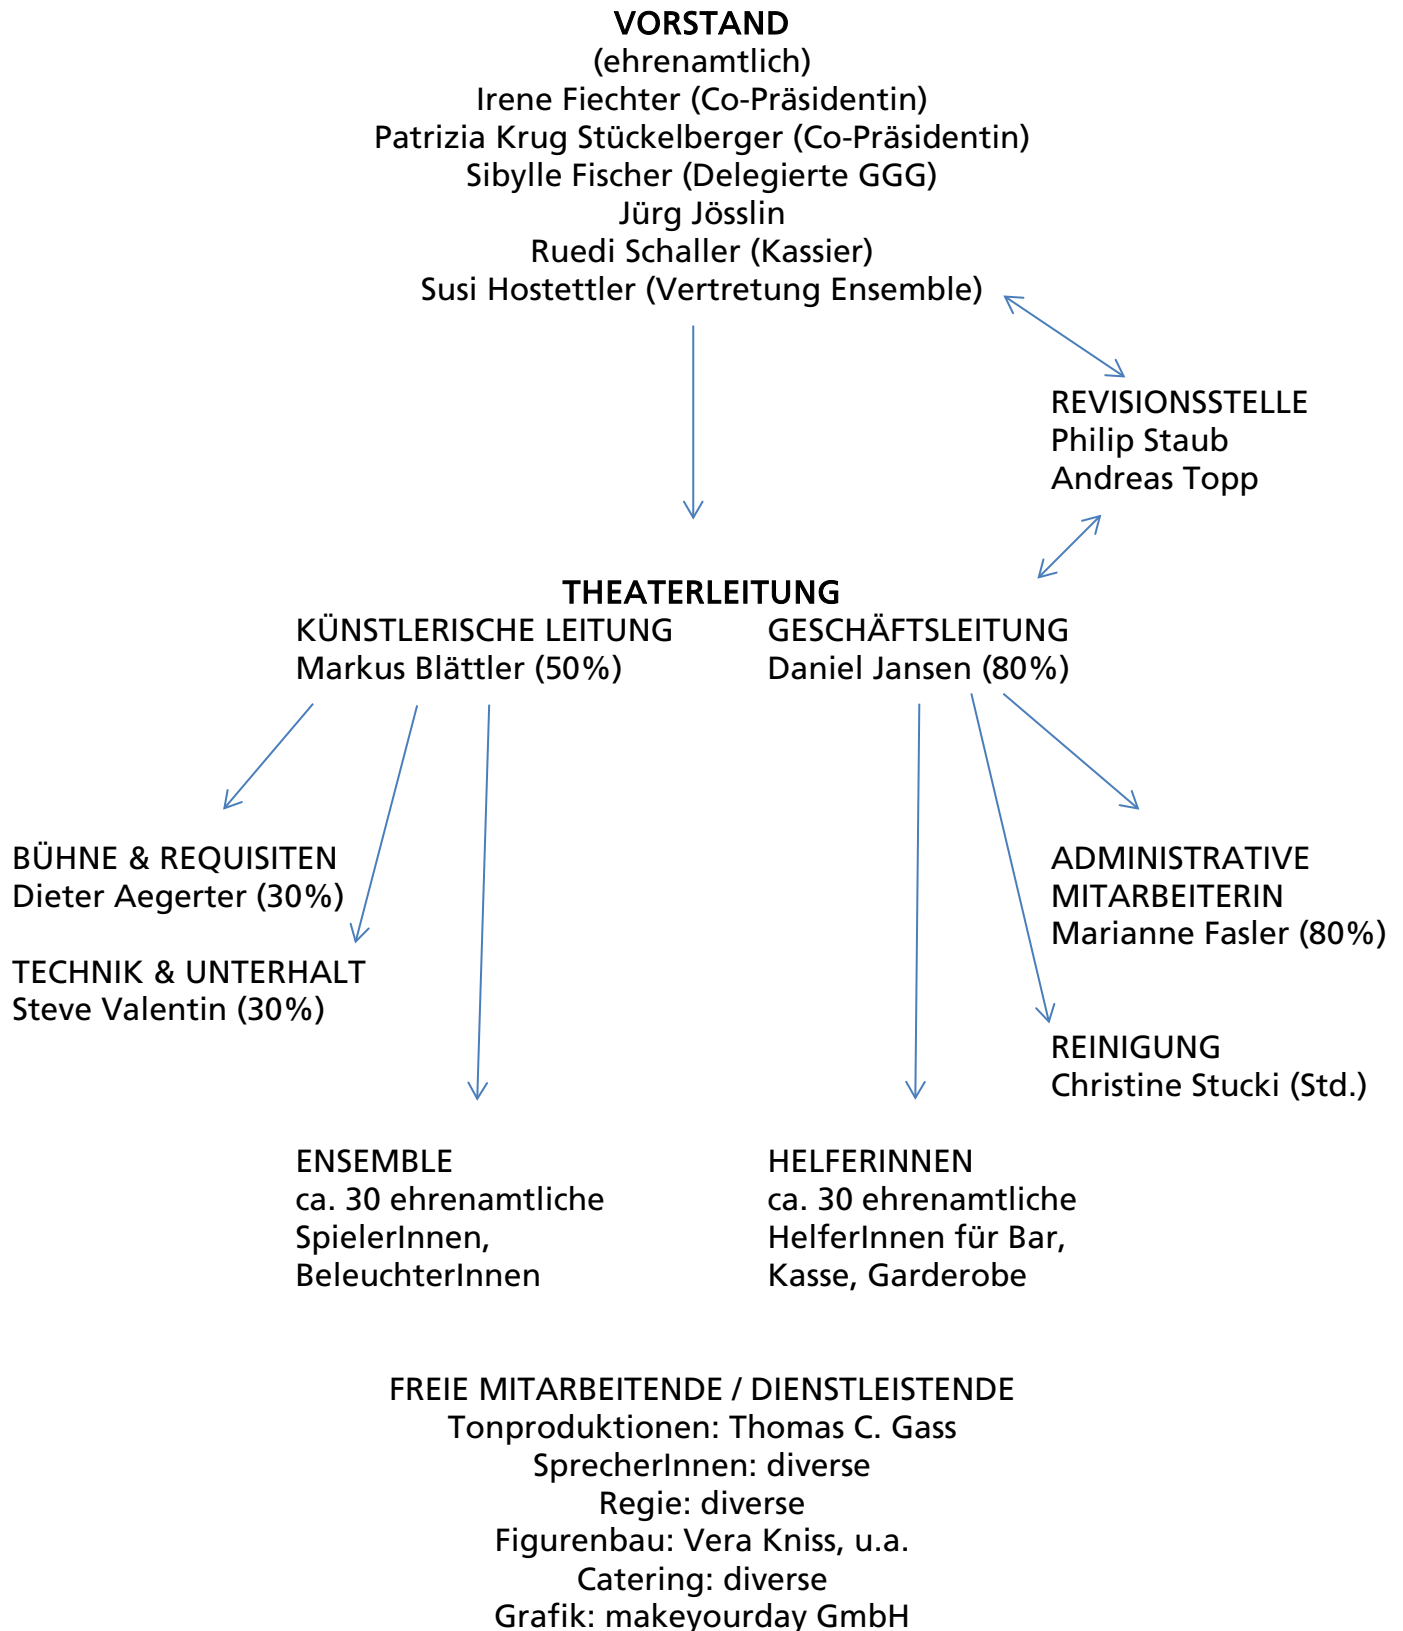 VORSTAND
(ehrenamtlich)
Irene Fiechter (Co-Präsidentin)
Patrizia Krug Stückelberger (Co-Präsidentin)
Sibylle Fischer (Delegierte GGG)
Jürg Jösslin
Ruedi Schaller (Kassier)
Susi Hostettler (Vertretung Ensemble)
REVISIONSSTELLE
Philip Staub
Andreas Topp
THEATERLEITUNG
KÜNSTLERISCHE LEITUNG
Markus Blättler (50%)
GESCHÄFTSLEITUNG
Daniel Jansen (80%)
BÜHNE & REQUISITEN
Dieter Aegerter (30%)
TECHNIK & UNTERHALT
Steve Valentin (30%)
ADMINISTRATIVE
MITARBEITERIN
Marianne Fasler (80%)
REINIGUNG
Christine Stucki (Std.)
ENSEMBLE
ca. 30 ehrenamtliche
SpielerInnen,
BeleuchterInnen
HELFERINNEN
ca. 30 ehrenamtliche
HelferInnen für Bar,
Kasse, Garderobe
FREIE MITARBEITENDE / DIENSTLEISTENDE
Tonproduktionen: Thomas C. Gass
SprecherInnen: diverse
Regie: diverse
Figurenbau: Vera Kniss, u.a.
Catering: diverse
Grafik: makeyourday GmbH